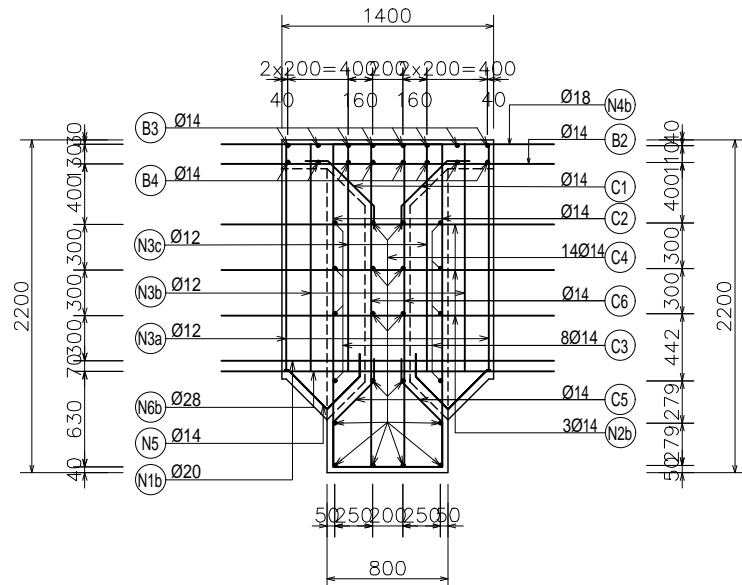 1400
2x200=400 200 2x200=400
40 160 160 40
B3 Ø14
Ø18 N4b
Ø14 B2
B4 Ø14
Ø14 C1
Ø14 C2
N3c Ø12
14Ø14 C4
N3b Ø12
Ø14 C6
N3a Ø12
8Ø14 C3
N6b Ø28
Ø14 C5
N5 Ø14
3Ø14 N2b
N1b Ø20
2200
30
130
400
300
300
300
70
630
40
40
110
400
300
300
442
279
279
50
2200
50 250 200 250 50
800